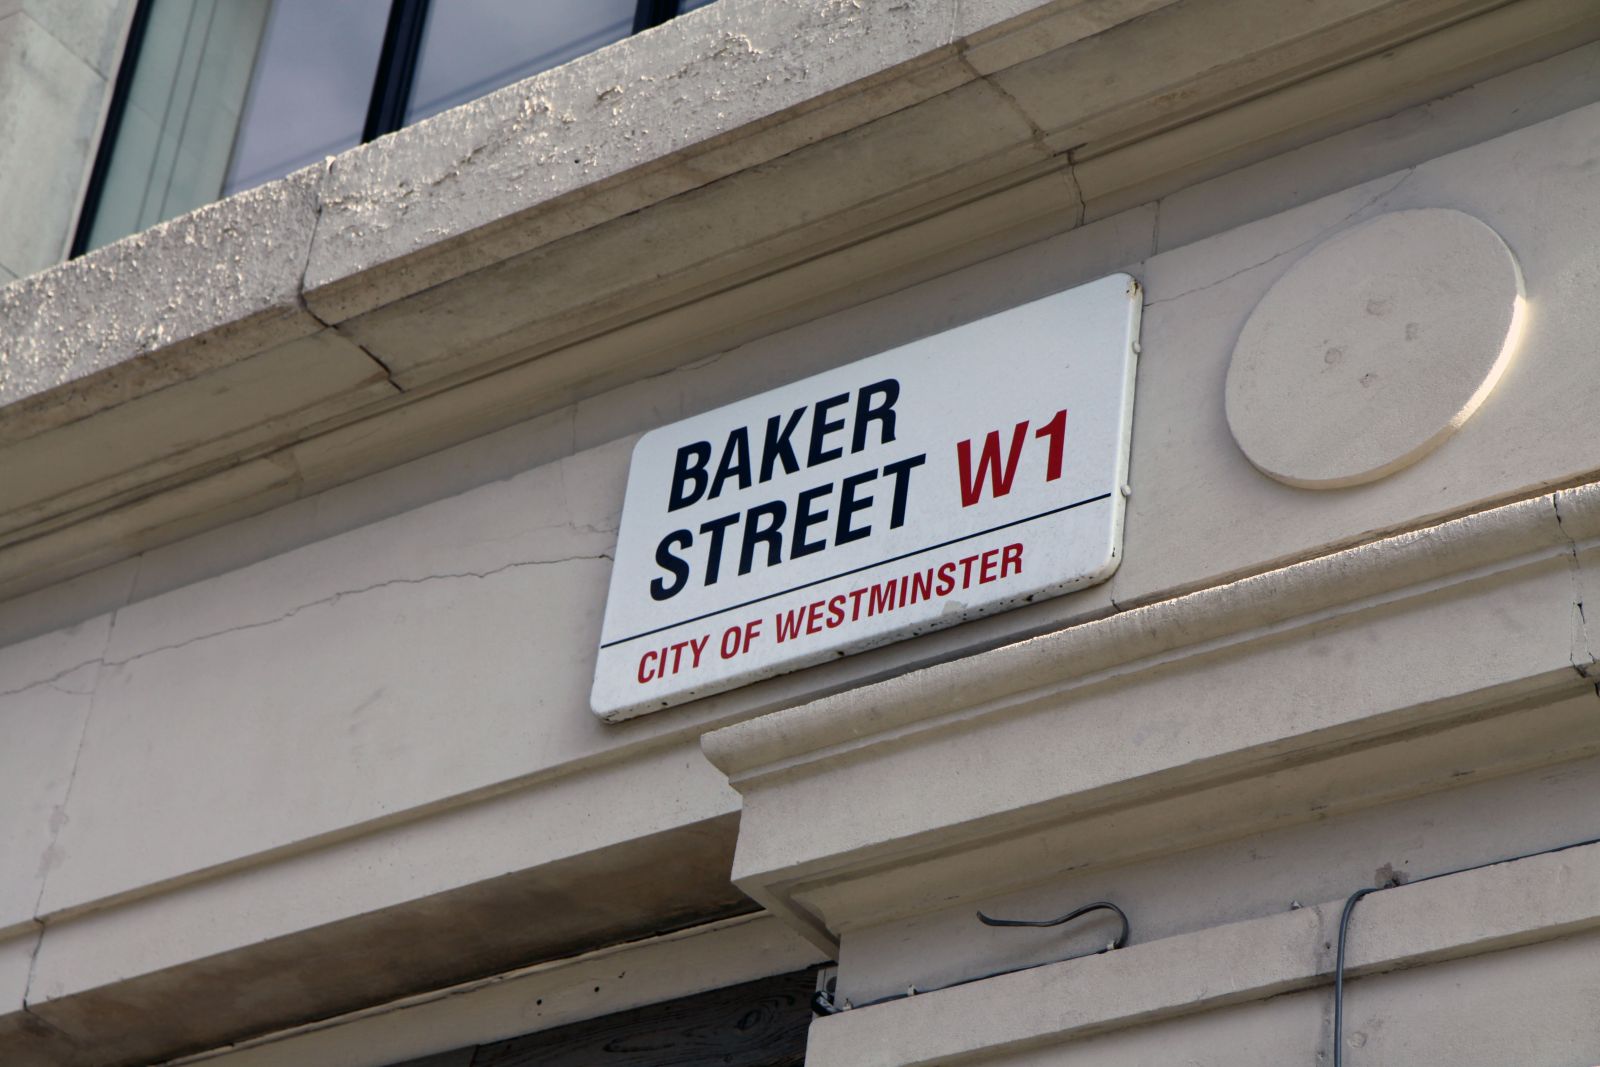 BAKER
STREET W1
CITY OF WESTMINSTER